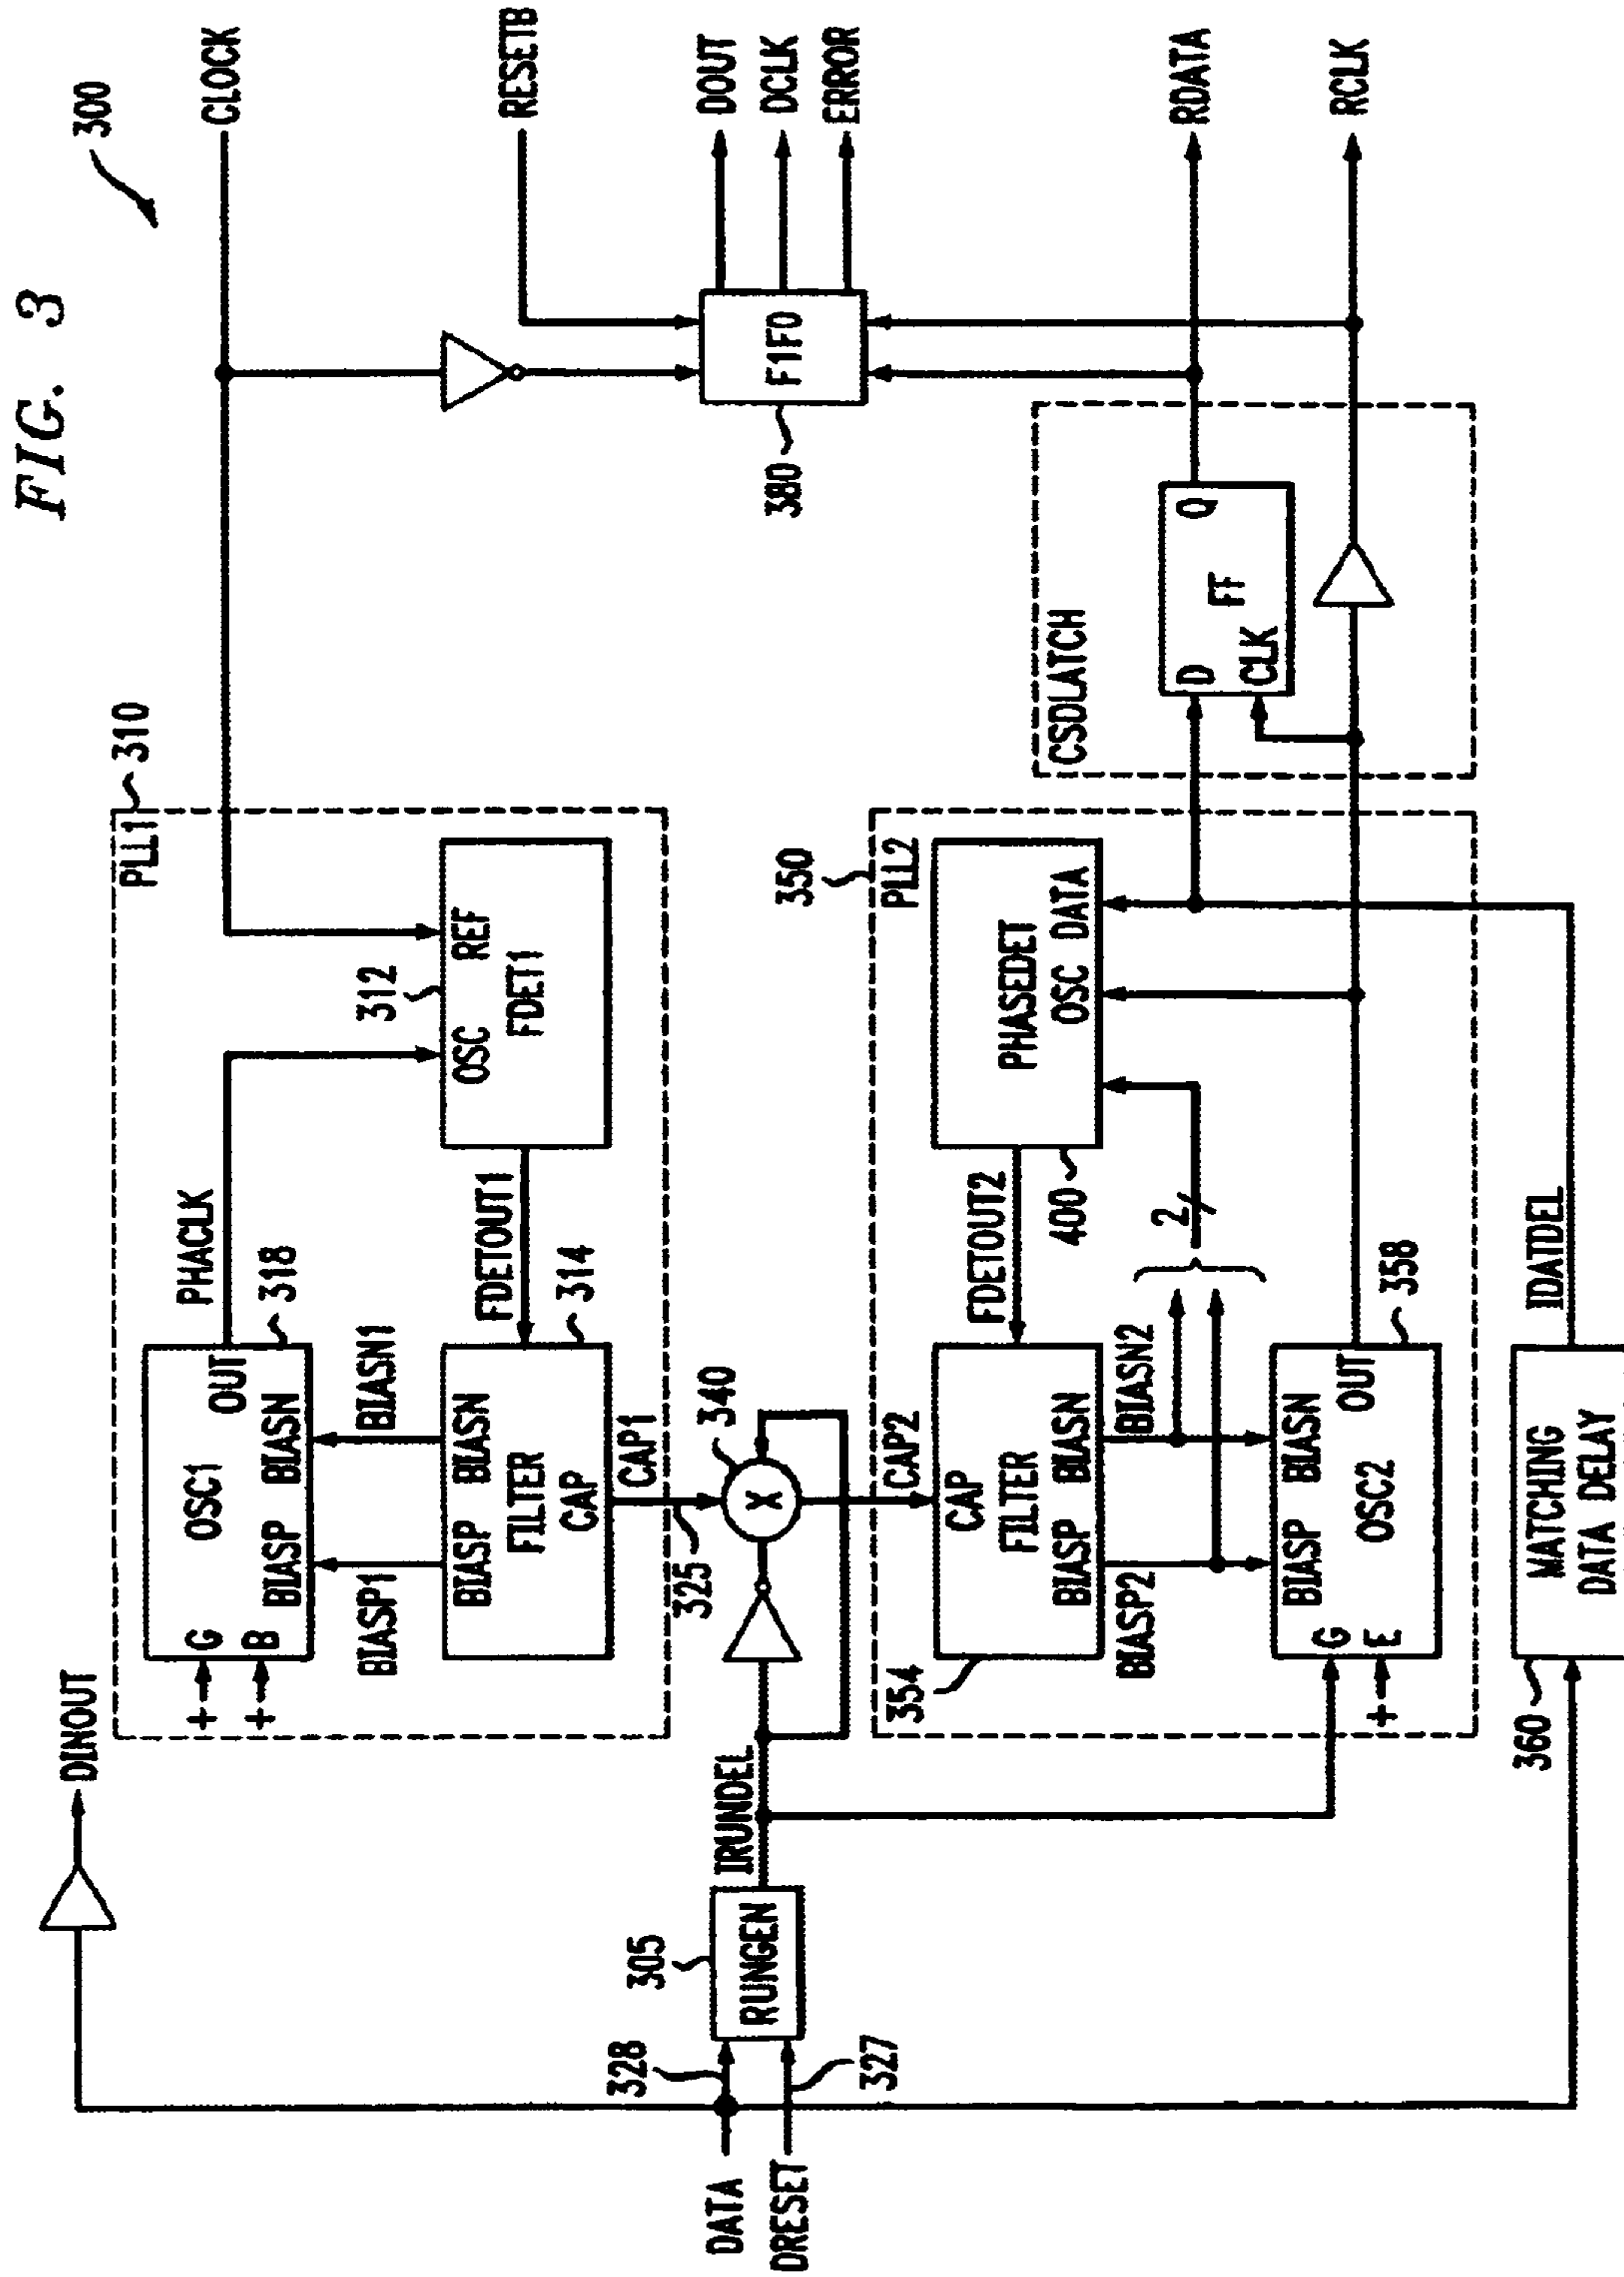 FIG. 3
300
CLOCK
RESETB
DOUT
DCLK
ERROR
RDATA
RCLK
F1F0
380
DINOUT
PLL1
310
OSC1
G
B
OUT
BIASP
BIASN
318
PHACLK
BIASP1
BIASN1
BIASP
BIASN
FILTER
CAP
314
FDETOUT1
312
OSC
REF
FDET1
CAP1
325
340
X
IRUNDEL
305
RUNGEN
328
327
DATA
DRESET
350
PLL2
CAP2
CAP
FILTER
BIASP
BIASN
354
FDETOUT2
PHASEDET
OSC
DATA
400
2
BIASP2
BIASN2
BIASP
BIASN
OSC2
OUT
G
E
358
CSDLATCH
D
Q
FF
CLK
360
MATCHING
DATA DELAY
IDATDEL
+
+
+